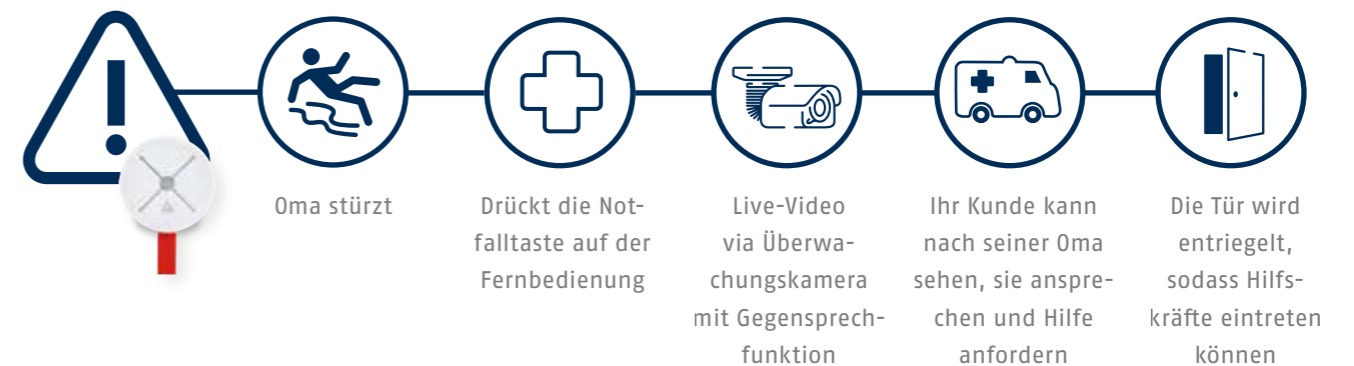 Oma stürzt
Drückt die Not-
falltaste auf der
Fernbedienung
Live-Video
via Überwa-
chungskamera
mit Gegensprech-
funktion
Ihr Kunde kann
nach seiner Oma
sehen, sie anspre-
chen und Hilfe
anfordern
Die Tür wird
entriegelt,
sodass Hilfs-
kräfte eintreten
können